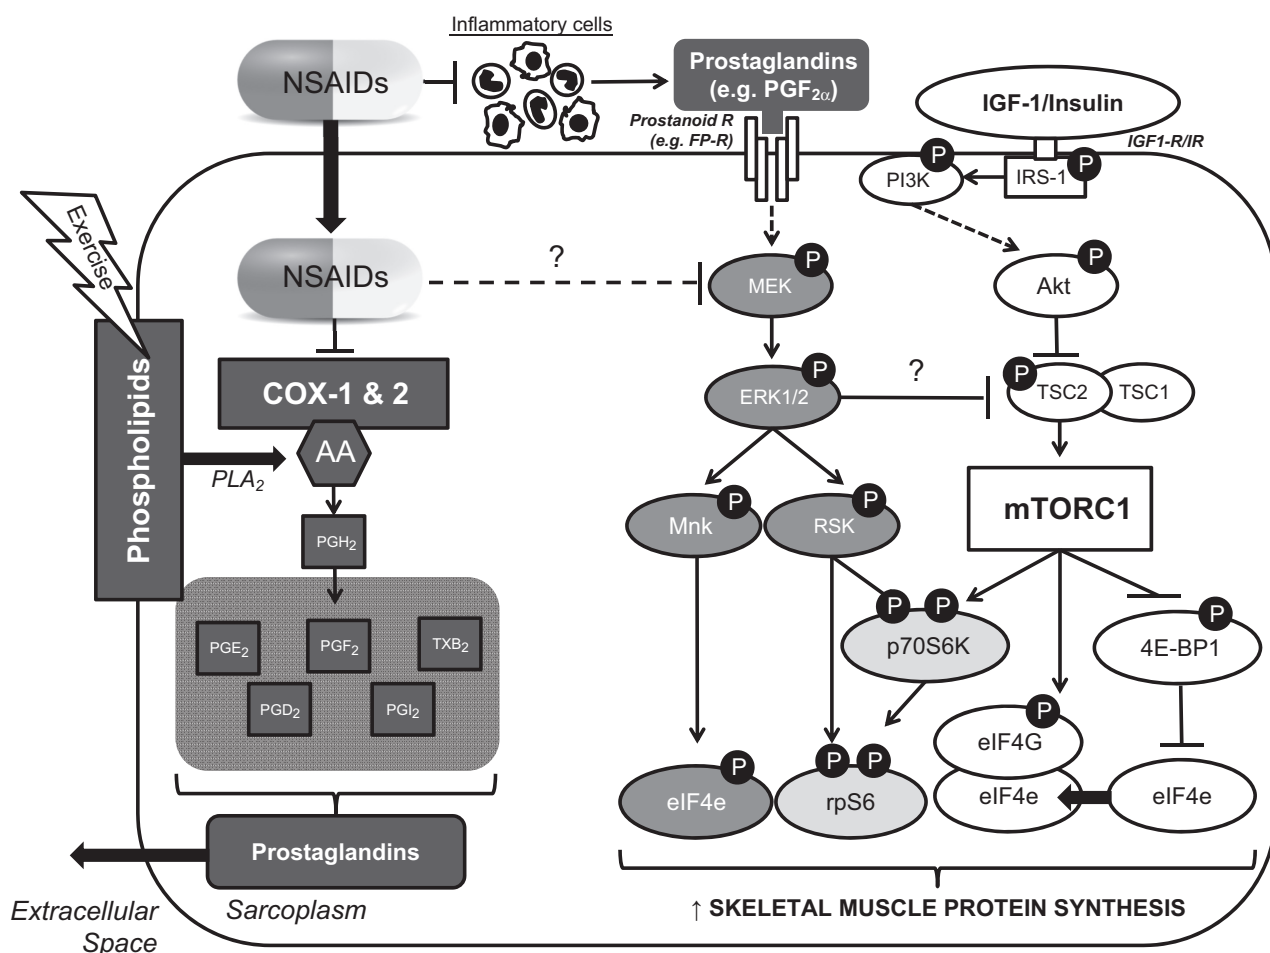 Inflammatory cells
NSAIDs
Prostaglandins
(e.g. PGF2α)
IGF-1/Insulin
Prostanoid R
(e.g. FP-R)
IGF1-R/IR
P
P
PI3K
IRS-1
Exercise
NSAIDs
?
P
MEK
P
Akt
Phospholipids
COX-1 & 2
P
ERK1/2
?
P
TSC2
TSC1
AA
PLA2
P
Mnk
P
RSK
mTORC1
PGH2
P
P
p70S6K
P
4E-BP1
PGE2
PGF2
TXB2
PGD2
PGI2
P
eIF4G
P
eIF4e
P
P
rpS6
eIF4e
eIF4e
Prostaglandins
Extracellular
Space
Sarcoplasm
↑ SKELETAL MUSCLE PROTEIN SYNTHESIS